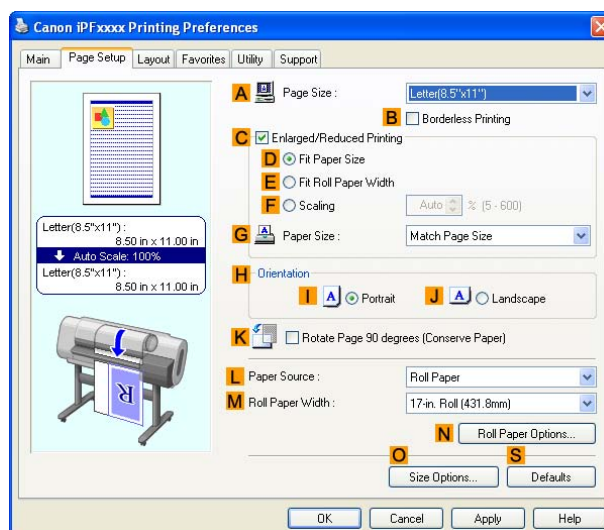 Canon iPFxxxx Printing Preferences
Main Page Setup Layout Favorites Utility Support
A Page Size : Letter(8.5"x11")
B Borderless Printing
C Enlarged/Reduced Printing
D Fit Paper Size
E Fit Roll Paper Width
F Scaling Auto % (5 - 600)
G Paper Size : Match Page Size
Letter(8.5"x11") :
8.50 in x 11.00 in
Auto Scale: 100%
Letter(8.5"x11") :
8.50 in x 11.00 in
H Orientation
I A Portrait J A Landscape
K Rotate Page 90 degrees (Conserve Paper)
R
L Paper Source : Roll Paper
M Roll Paper Width : 17-in. Roll (431.8mm)
N Roll Paper Options...
O S
Size Options... Defaults
OK Cancel Apply Help